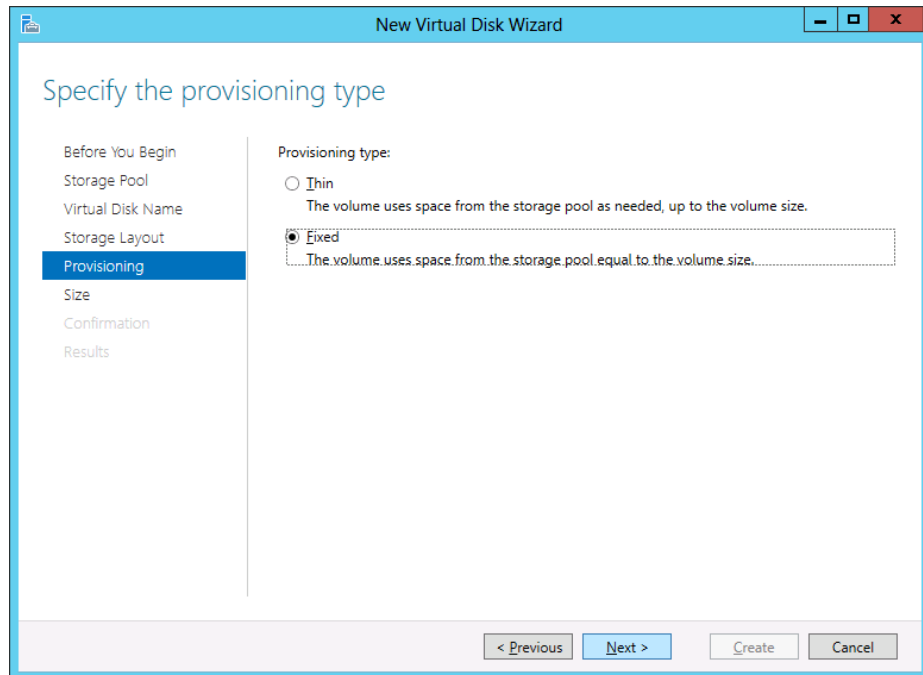 New Virtual Disk Wizard
Specify the provisioning type
Before You Begin
Storage Pool
Virtual Disk Name
Storage Layout
Provisioning
Size
Confirmation
Results
Provisioning type:
Thin
The volume uses space from the storage pool as needed, up to the volume size.
Fixed
The volume uses space from the storage pool equal to the volume size.
< Previous
Next >
Create
Cancel